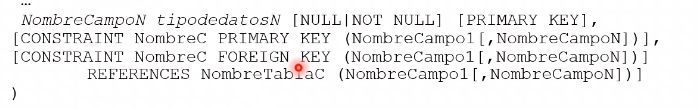 …
NombreCampoN tipodedatosN [NULL|NOT NULL] [PRIMARY KEY],
[CONSTRAINT NombreC PRIMARY KEY (NombreCampo1[,NombreCampoN])],
[CONSTRAINT NombreC FOREIGN KEY (NombreCampo1[,NombreCampoN])]
REFERENCES NombreTablaC (NombreCampo1[,NombreCampoN])]
)